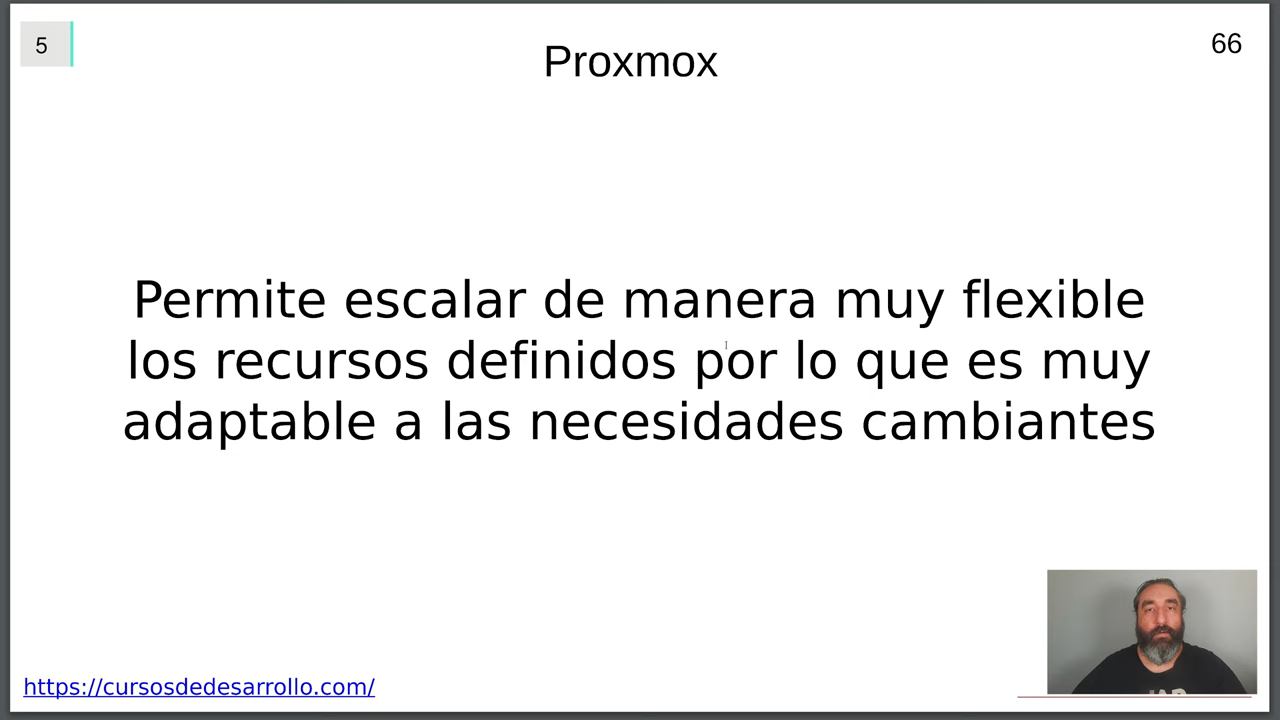 5
Proxmox
66
Permite escalar de manera muy flexible
los recursos definidos por lo que es muy
adaptable a las necesidades cambiantes
https://cursosdedesarrollo.com/